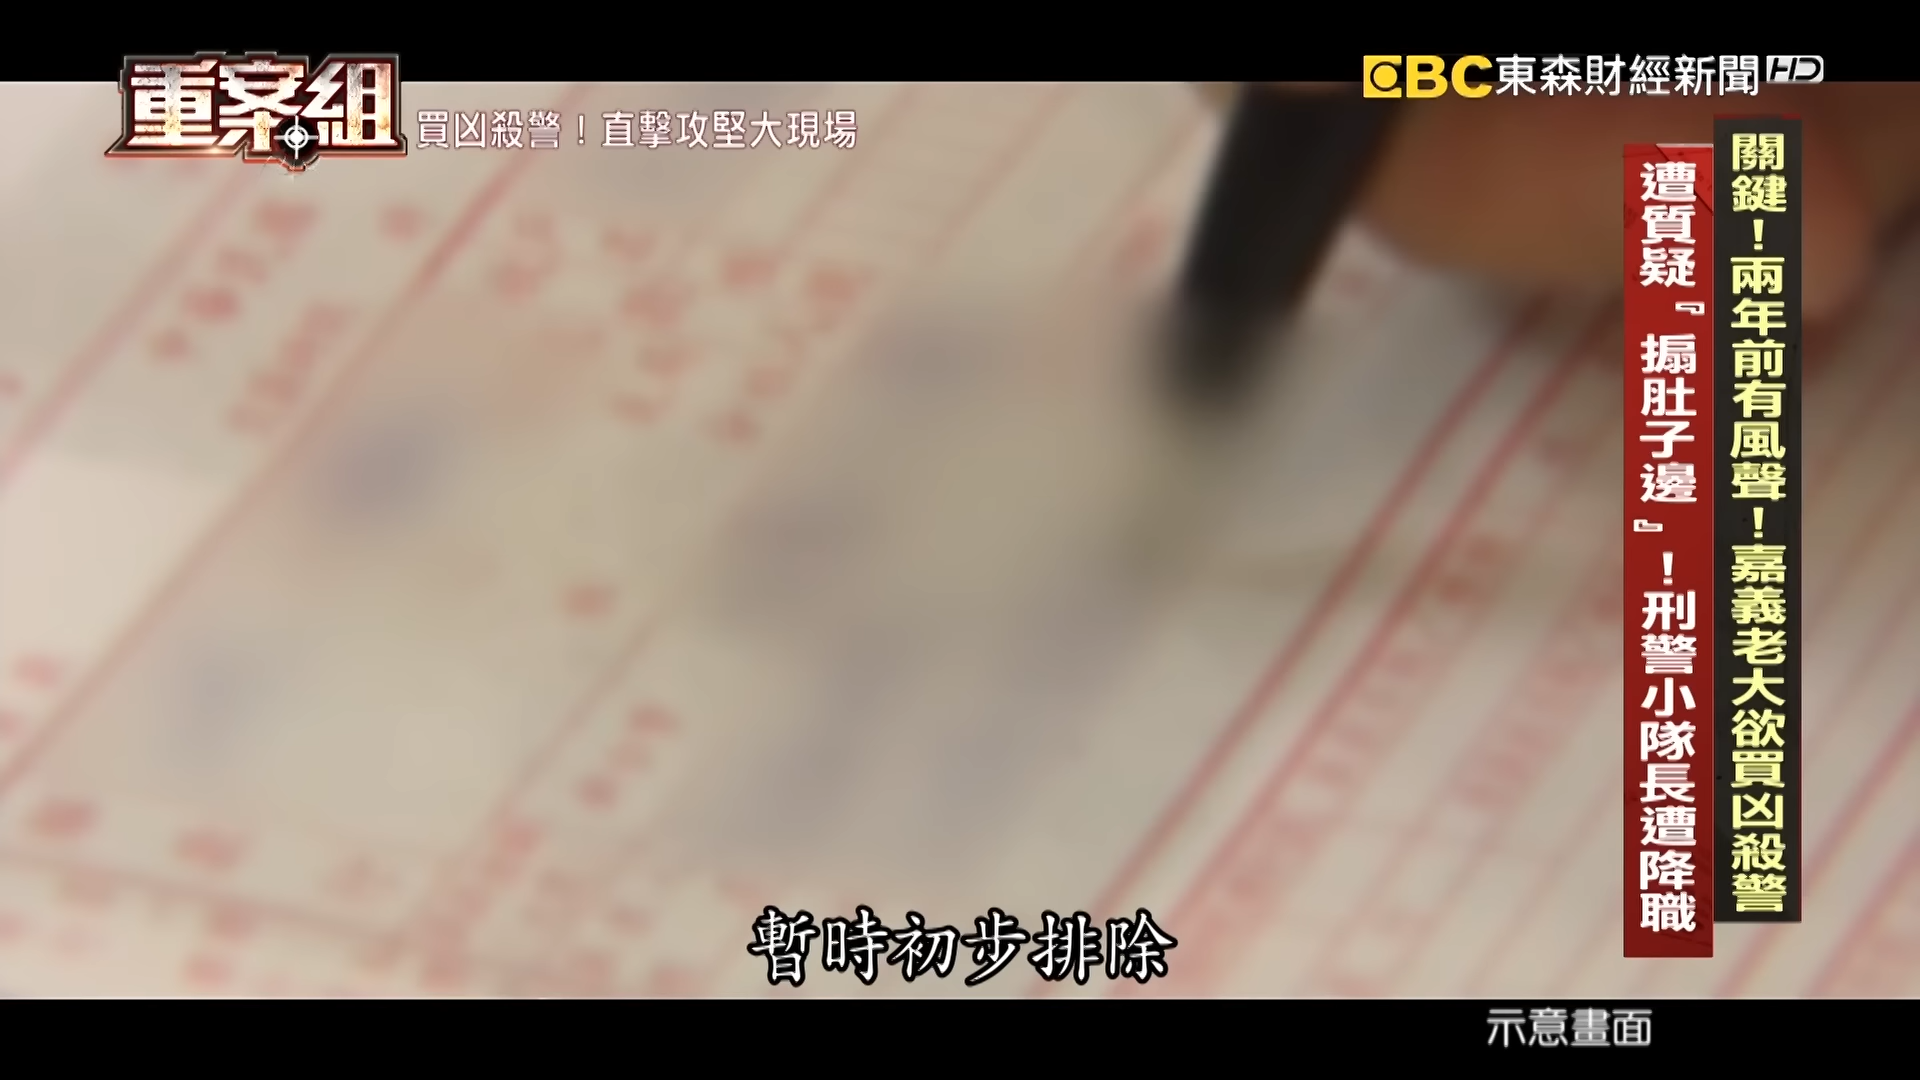 重案組
買凶殺警！直擊攻堅大現場
EBC東森財經新聞HD
關鍵！兩年前有風聲！嘉義老大欲買凶殺警
遭質疑『搧肚子邊』！刑警小隊長遭降職
暫時初步排除
示意畫面